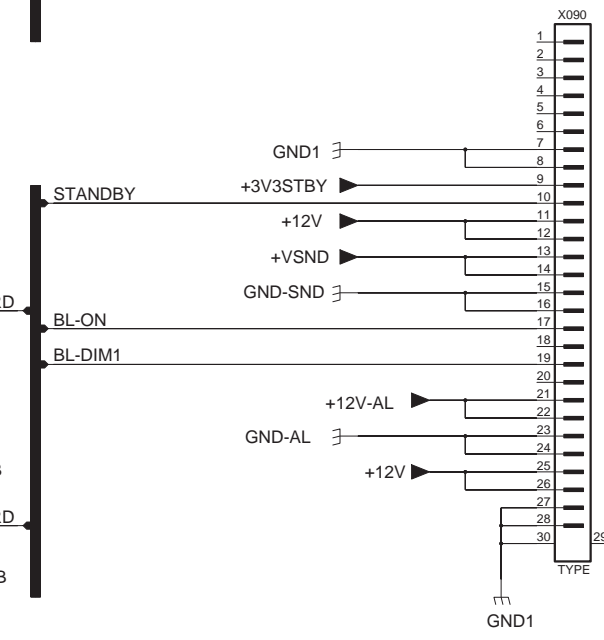 X090
1
2
3
4
5
6
GND1 7
8
+3V3STBY 9
STANDBY 10
+12V 11
12
+VSND 13
14
GND-SND 15
16
D
BL-ON 17
18
BL-DIM1 19
20
+12V-AL 21
22
GND-AL 23
24
+12V 25
26
27
D
28
30 29
TYPE
B
GND1